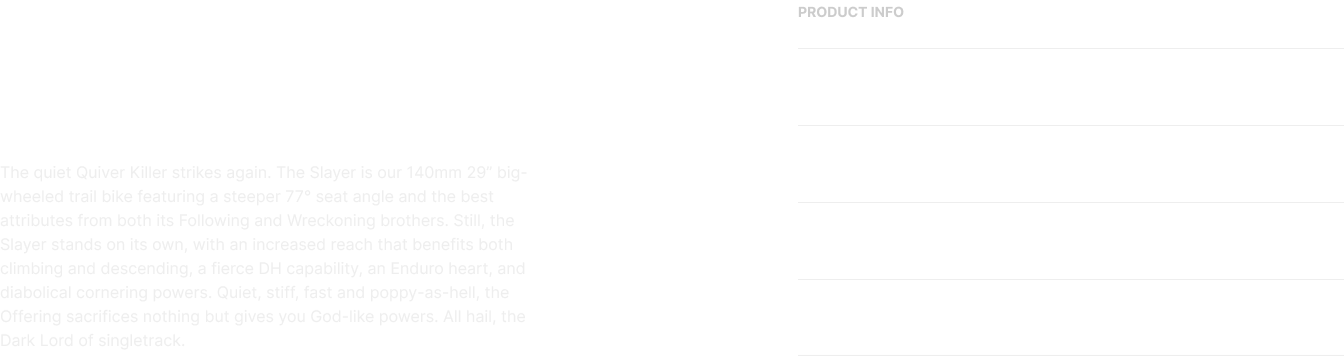 PRODUCT INFO
The quiet Quiver Killer strikes again. The Slayer is our 140mm 29" big-
wheeled trail bike featuring a steeper 77° seat angle and the best
attributes from both its Following and Wreckoning brothers. Still, the
Slayer stands on its own, with an increased reach that benefits both
climbing and descending, a fierce DH capability, an Enduro heart, and
diabolical cornering powers. Quiet, stiff, fast and poppy-as-hell, the
Offering sacrifices nothing but gives you God-like powers. All hail, the
Dark Lord of singletrack.